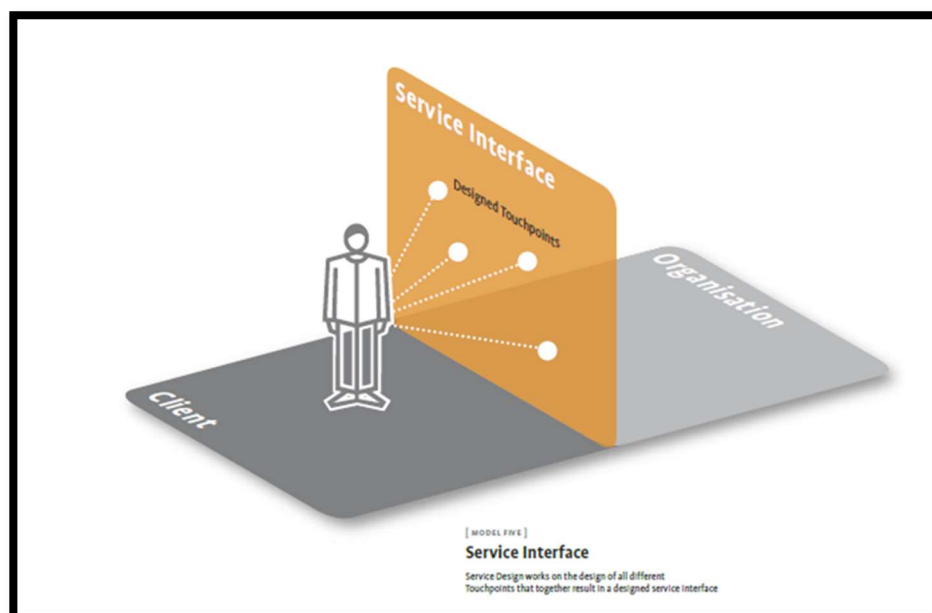 Service Interface
Designed Touchpoints
Organisation
Client
[ MODEL FIVE ]
Service Interface
Service Design works on the design of all different
Touchpoints that together result in a designed service interface